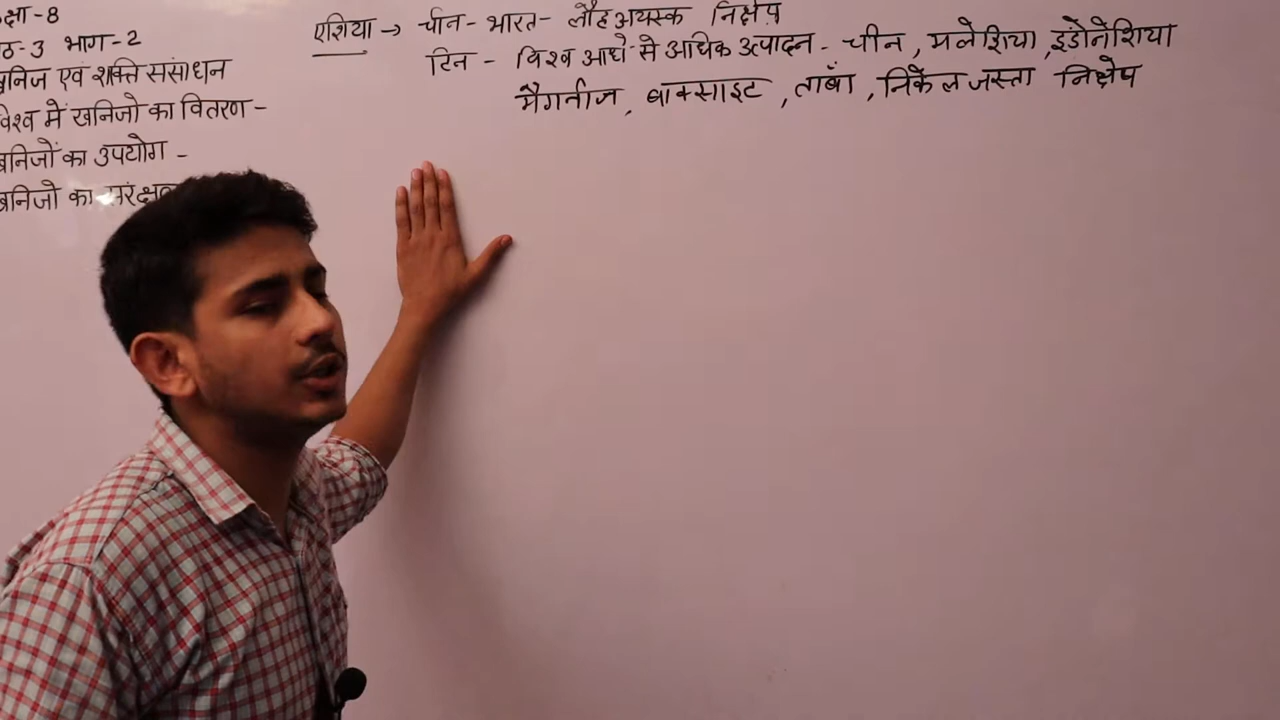 क्षा-8
ठ-3 भाग-2
खनिज एवं शक्ति संसाधन
विश्व में खनिजो का वितरण-
खनिजों का उपयोग -
खनिजो का संरक्षण
एशिया → चीन - भारत - लौह अयस्क निक्षेप
टिन - विश्व आधे से अधिक उत्पादन - चीन, मलेशिया, इंडोनेशिया
मैगनीज, बाक्साइट, ताँबा, निकेल जस्ता निक्षेप